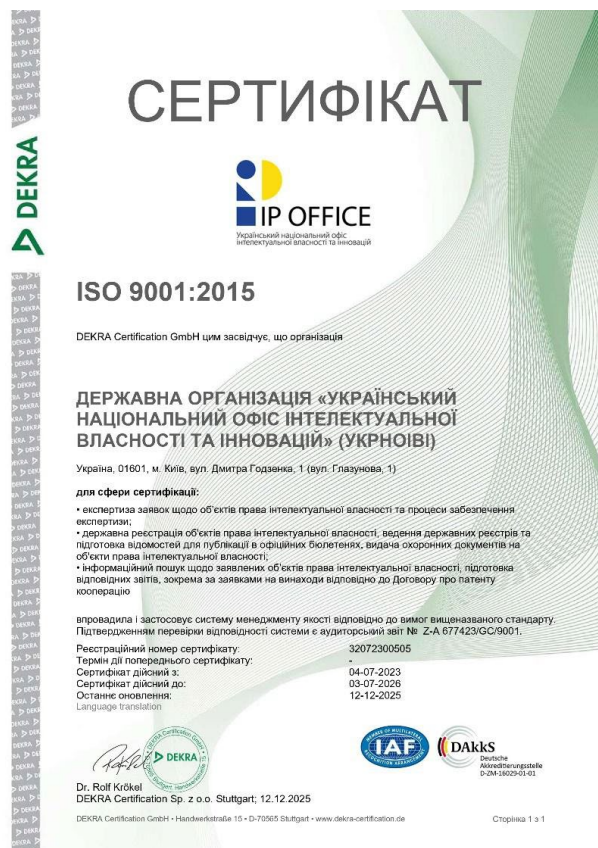 DEKRA
СЕРТИФІКАТ
IP OFFICE
Український національний офіс
інтелектуальної власності та інновацій
ISO 9001:2015
DEKRA Certification GmbH цим засвідчує, що організація
ДЕРЖАВНА ОРГАНІЗАЦІЯ «УКРАЇНСЬКИЙ
НАЦІОНАЛЬНИЙ ОФІС ІНТЕЛЕКТУАЛЬНОЇ
ВЛАСНОСТІ ТА ІННОВАЦІЙ» (УКРНОІВІ)
Україна, 01601, м. Київ, вул. Дмитра Годзенка, 1 (вул. Глазунова, 1)
для сфери сертифікації:
• експертиза заявок щодо об'єктів права інтелектуальної власності та процеси забезпечення
експертизи;
• державна реєстрація об'єктів права інтелектуальної власності, ведення державних реєстрів та
підготовка відомостей для публікації в офіційних бюлетенях, видача охоронних документів на
об'єкти права інтелектуальної власності;
• інформаційний пошук щодо заявлених об'єктів права інтелектуальної власності, підготовка
відповідних звітів, зокрема за заявками на винаходи відповідно до Договору про патенту
кооперацію
впровадила і застосовує систему менеджменту якості відповідно до вимог вищеназваного стандарту.
Підтвердженням перевірки відповідності системи є аудиторський звіт № Z-A 677423/GC/9001.
Реєстраційний номер сертифікату: 32072300505
Термін дії попереднього сертифікату: -
Сертифікат дійсний з: 04-07-2023
Сертифікат дійсний до: 03-07-2026
Останнє оновлення: 12-12-2025
Language translation
DEKRA
MEMBER OF MULTILATERAL
IAF
RECOGNITION ARRANGEMENT
DAkkS
Deutsche
Akkreditierungsstelle
D-ZM-16029-01-01
Dr. Rolf Krökel
DEKRA Certification Sp. z o.o. Stuttgart; 12.12.2025
DEKRA Certification GmbH • Handwerkstraße 15 • D-70565 Stuttgart • www.dekra-certification.de Сторінка 1 з 1